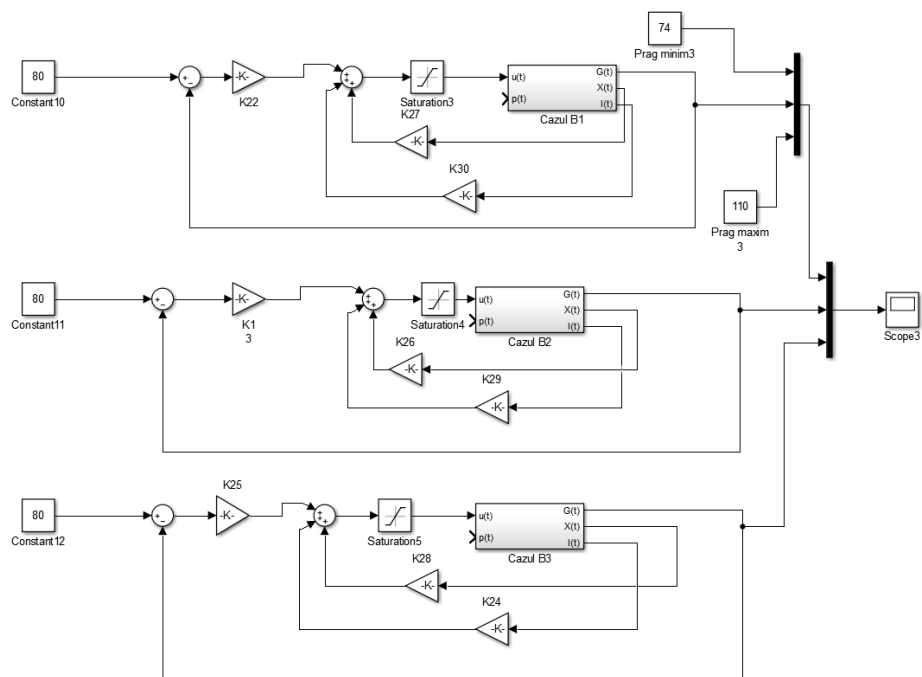 74
Prag minim3
80
Constant10
+
−
-K-
K22
+
+
+
Saturation3
u(t)
p(t)
G(t)
X(t)
I(t)
Cazul B1
K27
-K-
K30
-K-
110
Prag maxim
3
80
Constant11
+
−
-K-
K1
3
+
+
+
Saturation4
u(t)
p(t)
G(t)
X(t)
I(t)
Cazul B2
K26
-K-
K29
-K-
Scope3
80
Constant12
+
−
K25
-K-
+
+
+
Saturation5
u(t)
p(t)
G(t)
X(t)
I(t)
Cazul B3
K28
-K-
K24
-K-